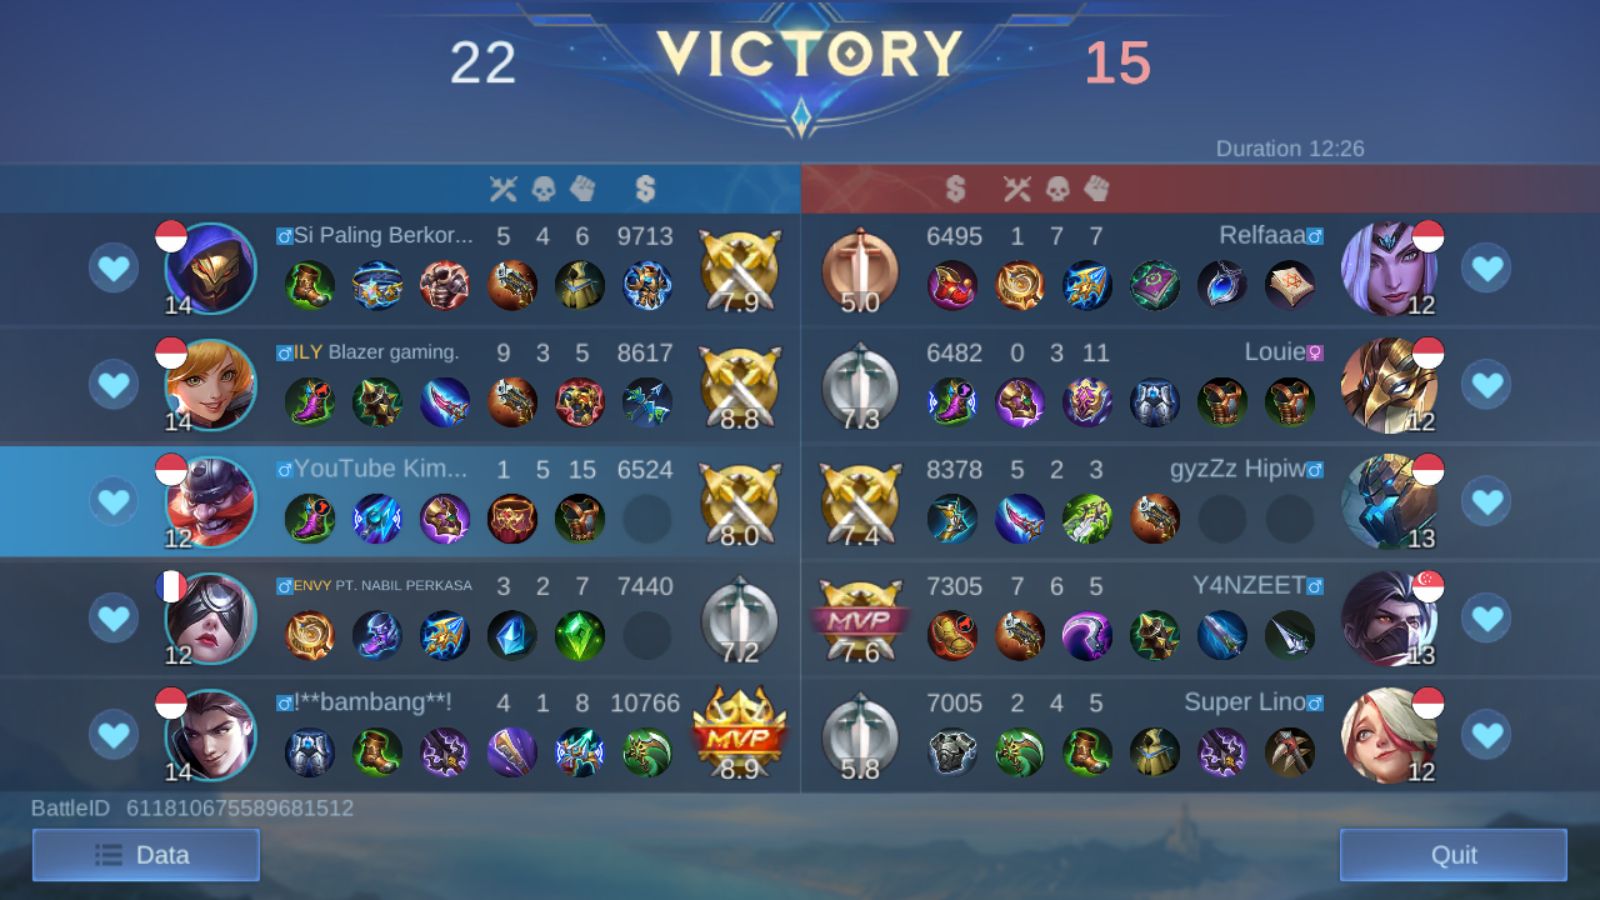 22 VICTORY 15
Duration 12:26
Si Paling Berkor... 5 4 6 9713 7.9 14
5.0 6495 1 7 7 Relfaaa 12
ILY Blazer gaming. 9 3 5 8617 8.8 14
7.3 6482 0 3 11 Louie 12
YouTube Kim... 1 5 15 6524 8.0 12
7.4 8378 5 2 3 gyzZz Hipiw 13
ENVY PT. NABIL PERKASA 3 2 7 7440 7.2 12
MVP 7.6 7305 7 6 5 Y4NZEET 13
!**bambang**! 4 1 8 10766 MVP 8.9 14
5.8 7005 2 4 5 Super Lino 12
BattleID 611810675589681512
Data
Quit